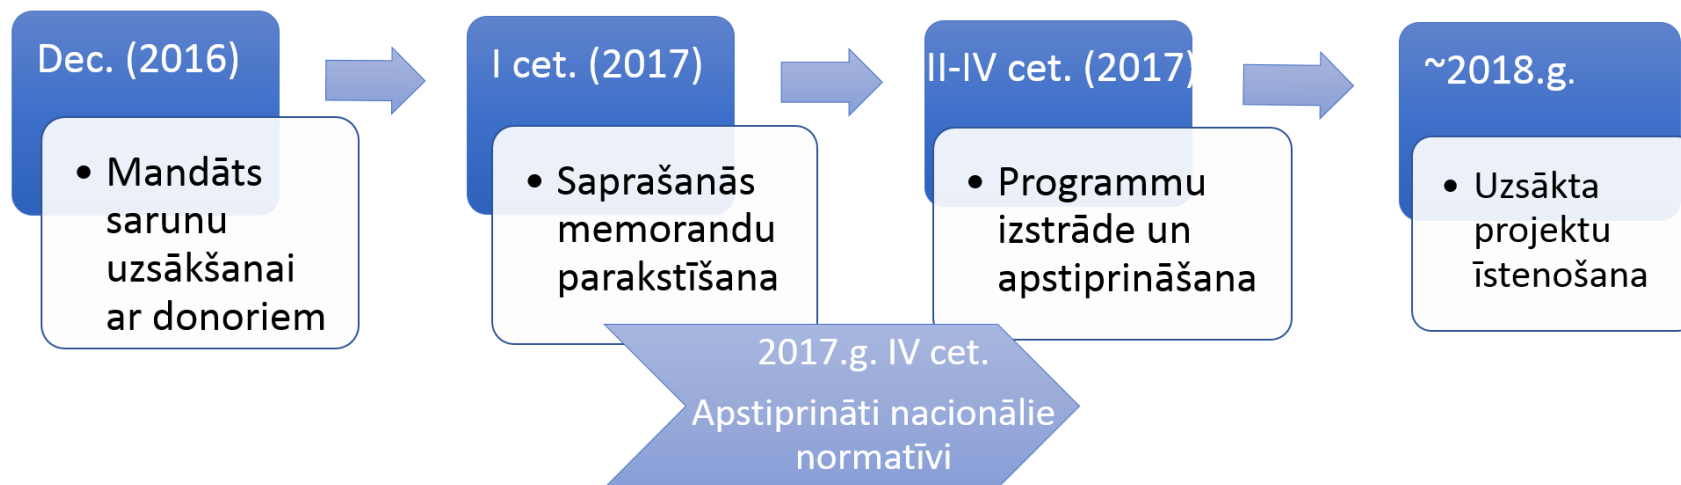 Dec. (2016)
• Mandāts
sarunu
uzsākšanai
ar donoriem
I cet. (2017)
• Saprašanās
memorandu
parakstīšana
II-IV cet. (2017)
• Programmu
izstrāde un
apstiprināšana
~2018.g.
• Uzsākta
projektu
īstenošana
2017.g. IV cet.
Apstiprināti nacionālie
normatīvi